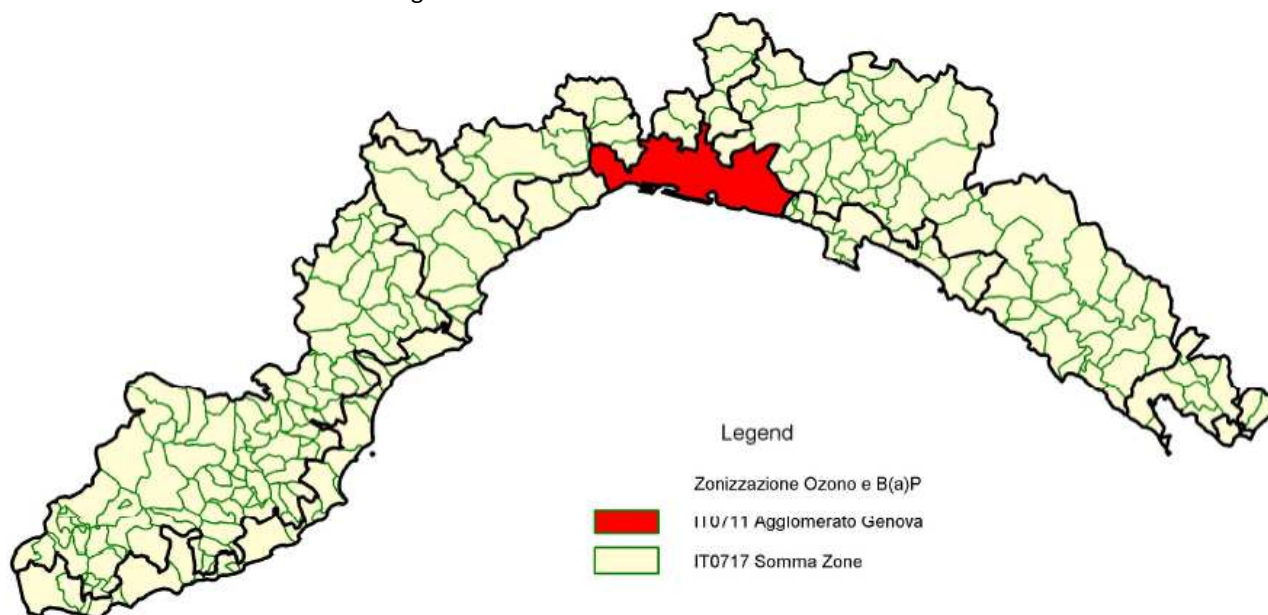 Legend
Zonizzazione Ozono e B(a)P
IT0711 Agglomerato Genova
IT0717 Somma Zone